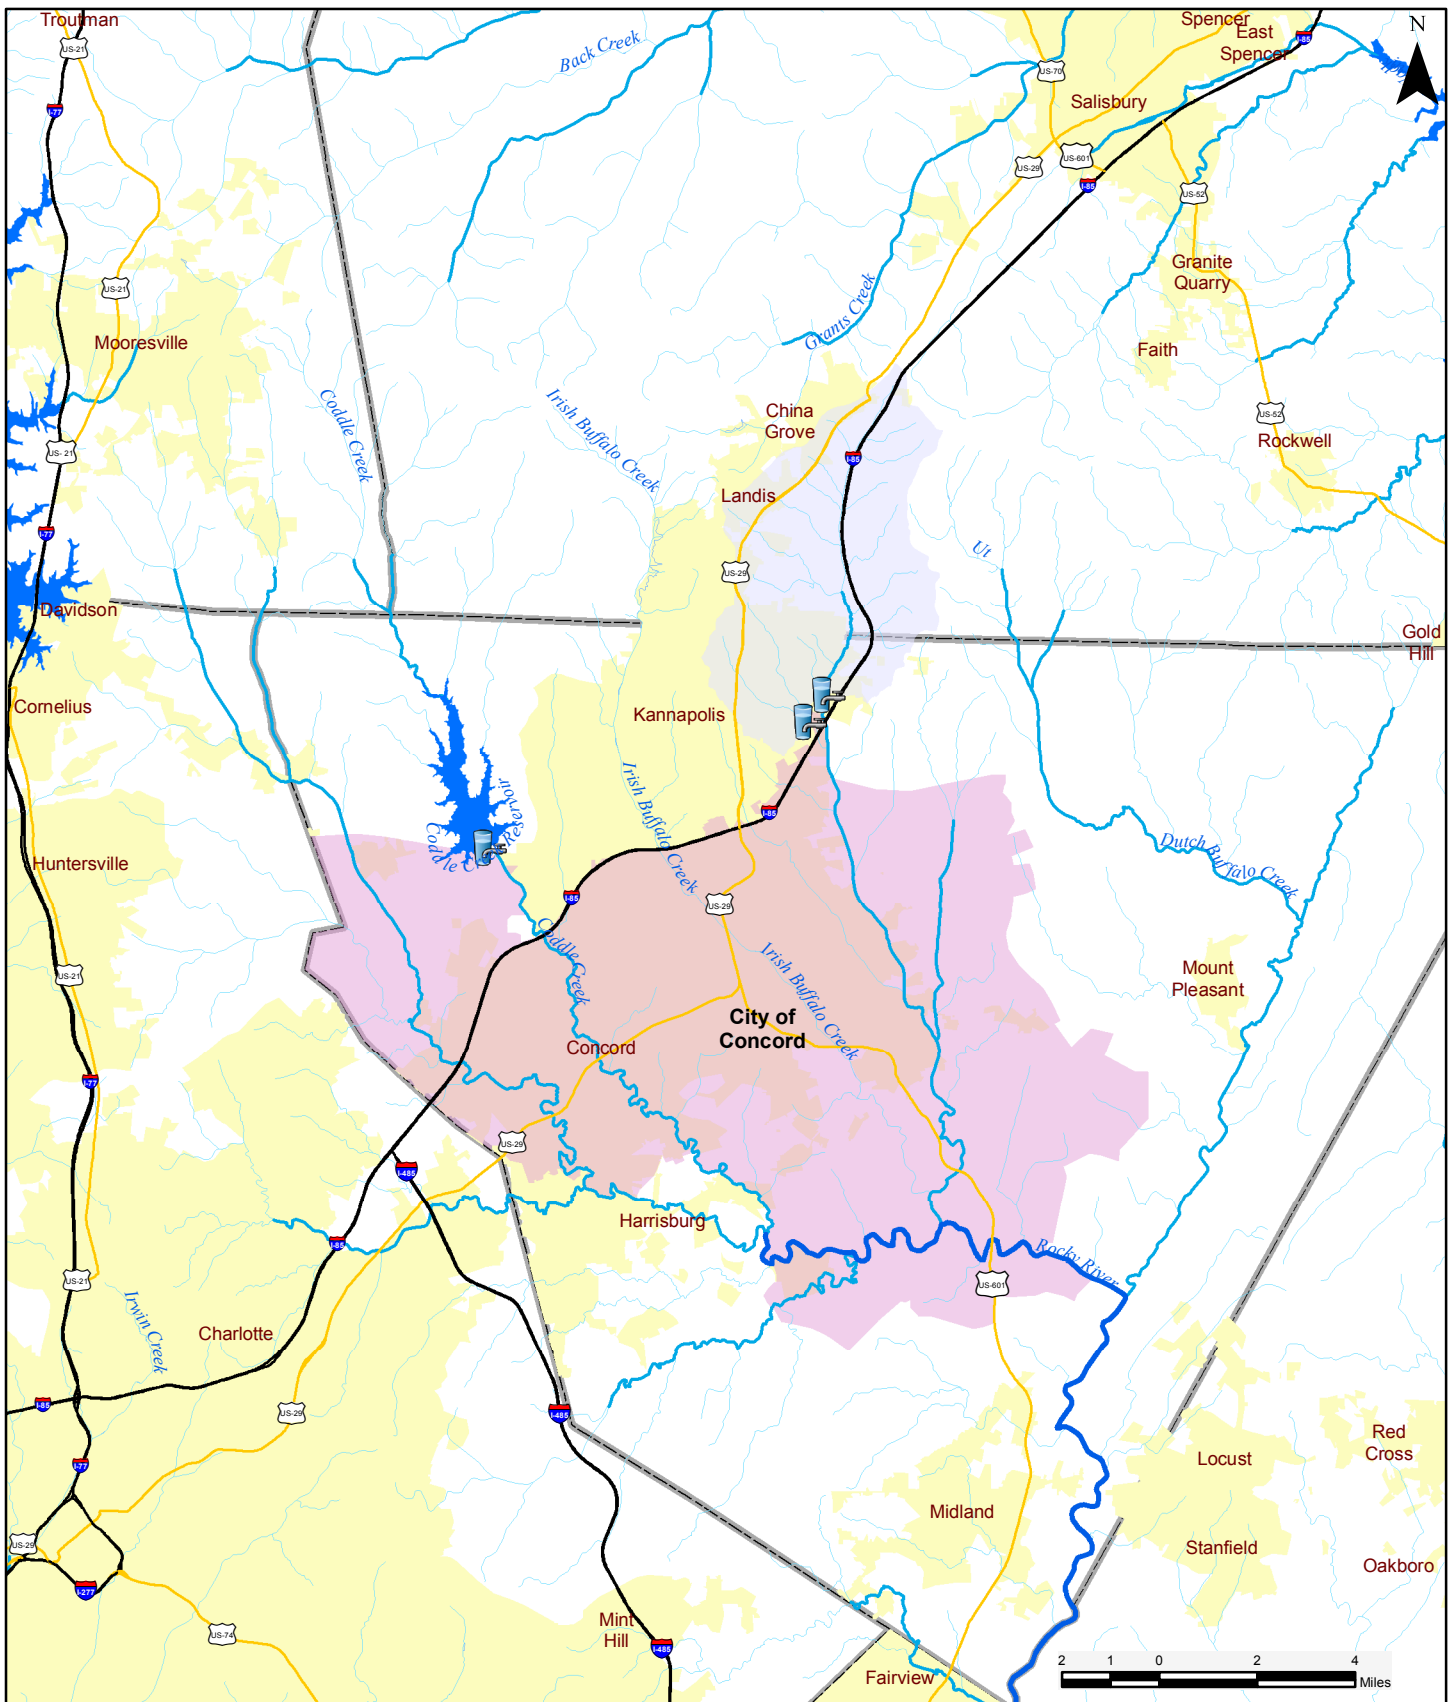 Troutman
US-21
I-77
Back Creek
Spencer
East
Spencer
I-85
N
US-70
Salisbury
US-601
US-29
I-85
US-52
Granite
Quarry
US-21
Mooresville
Grants Creek
Faith
Coddle Creek
Irish Buffalo Creek
China
Grove
US-52
Rockwell
US- 21
I-85
Landis
I-77
Ut
US-29
Davidson
Gold
Hill
Cornelius
Kannapolis
Irish Buffalo Creek
I-85
Reservoir
Huntersville
Dutch Buffalo Creek
I-85
US-29
Coddle Creek
Irish Buffalo Creek
US-21
Mount
Pleasant
City of
Concord
Concord
I-77
US-29
I-485
Harrisburg
I-85
Rocky River
US-21
US-601
Irwin Creek
Charlotte
I-85
US-29
I-485
Red
Cross
Locust
I-77
Midland
US-29
Stanfield
Oakboro
I-277
US-74
Mint
Hill
I-485
Fairview
2 1 0 2 4
Miles